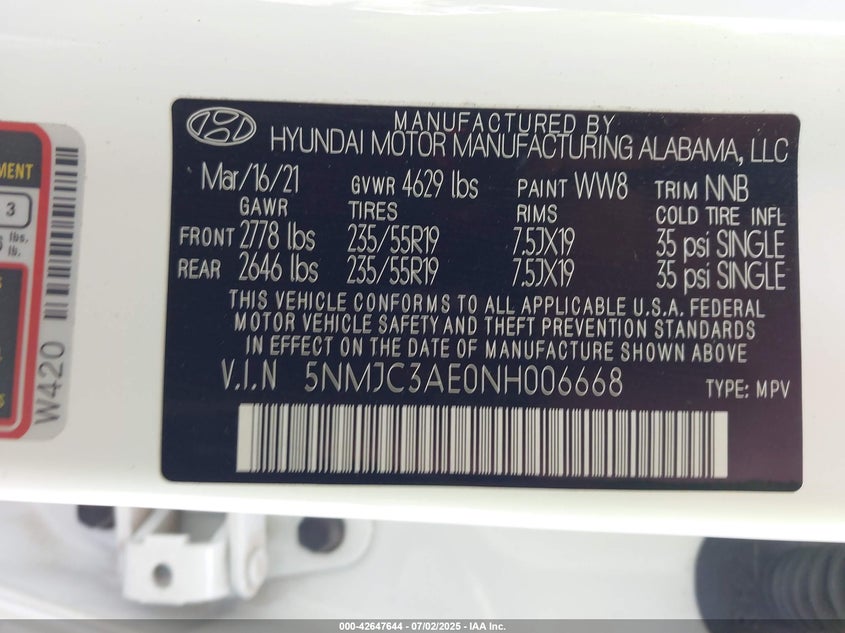 MANUFACTURED BY
HYUNDAI MOTOR MANUFACTURING ALABAMA, LLC
Mar/16/21 GVWR 4629 lbs PAINT WW8 TRIM NNB
GAWR TIRES RIMS COLD TIRE INFL
FRONT 2778 lbs 235/55R19 7.5JX19 35 psi SINGLE
REAR 2646 lbs 235/55R19 7.5JX19 35 psi SINGLE
THIS VEHICLE CONFORMS TO ALL APPLICABLE U.S.A. FEDERAL
MOTOR VEHICLE SAFETY AND THEFT PREVENTION STANDARDS
IN EFFECT ON THE DATE OF MANUFACTURE SHOWN ABOVE
V.I.N 5NMJC3AE0NH006668 TYPE: MPV
MENT
3
lbs.
lb.
W420
000-42647644 / 07/02/2025 - IAA Inc.